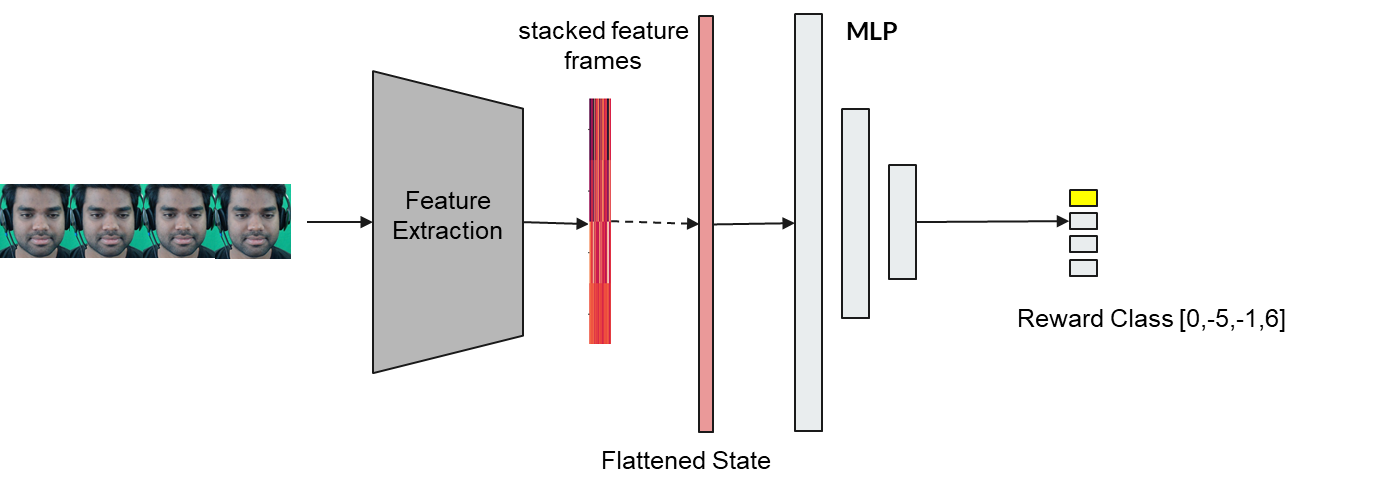 stacked feature
frames
MLP
Feature
Extraction
Reward Class [0,-5,-1,6]
Flattened State